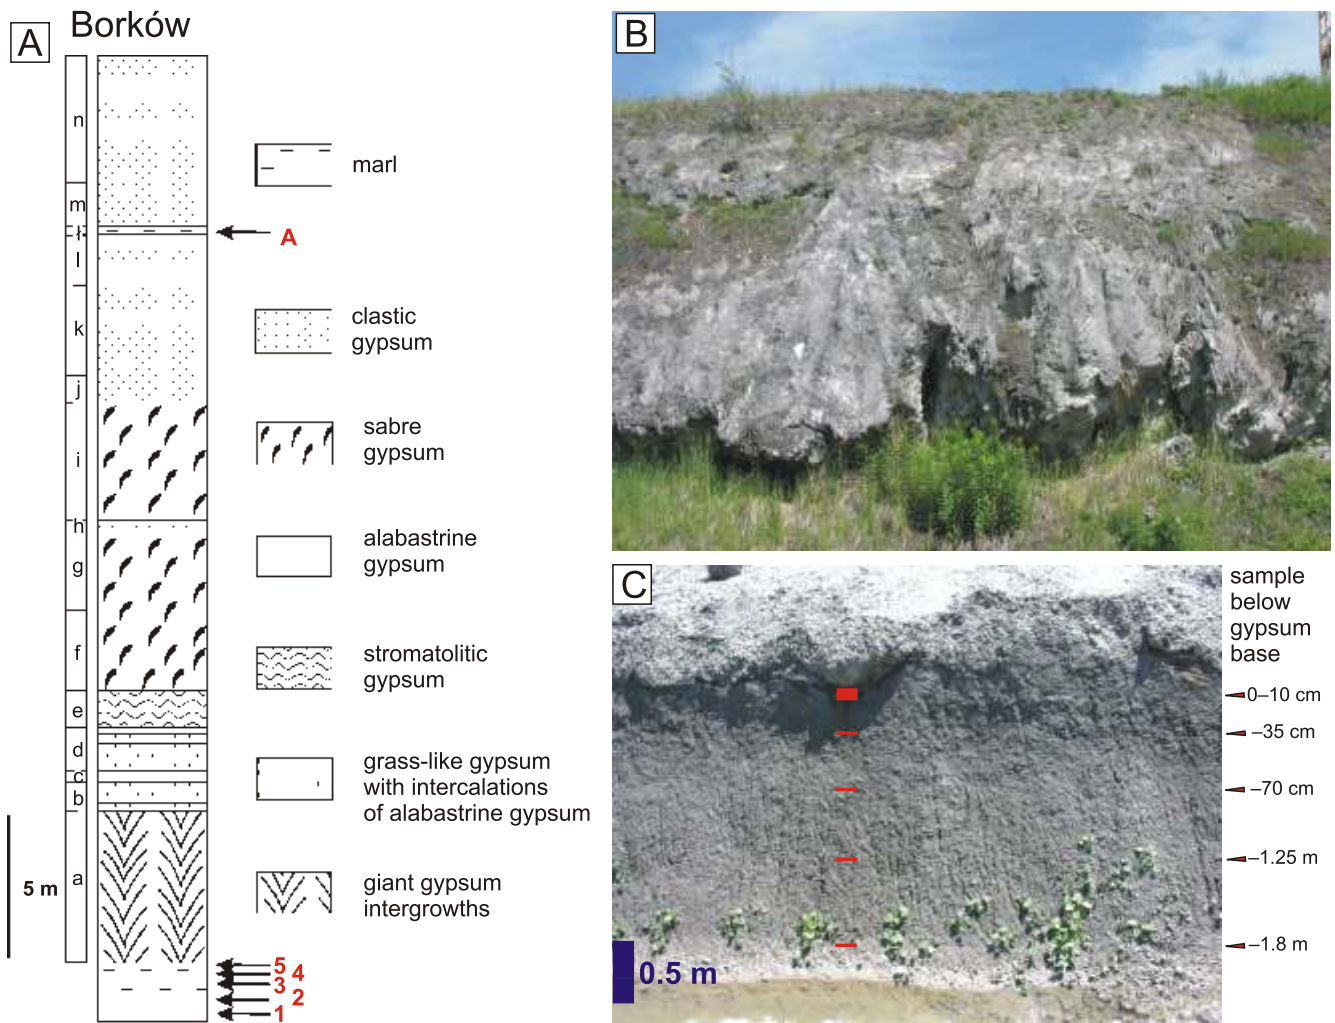 A
Borków
n
m
ł
l
k
j
i
h
g
f
e
d
c
b
a
5 m
A
5
4
3
2
1
marl
clastic
gypsum
sabre
gypsum
alabastrine
gypsum
stromatolitic
gypsum
grass-like gypsum
with intercalations
of alabastrine gypsum
giant gypsum
intergrowths
B
C
0.5 m
sample
below
gypsum
base
0–10 cm
–35 cm
–70 cm
–1.25 m
–1.8 m